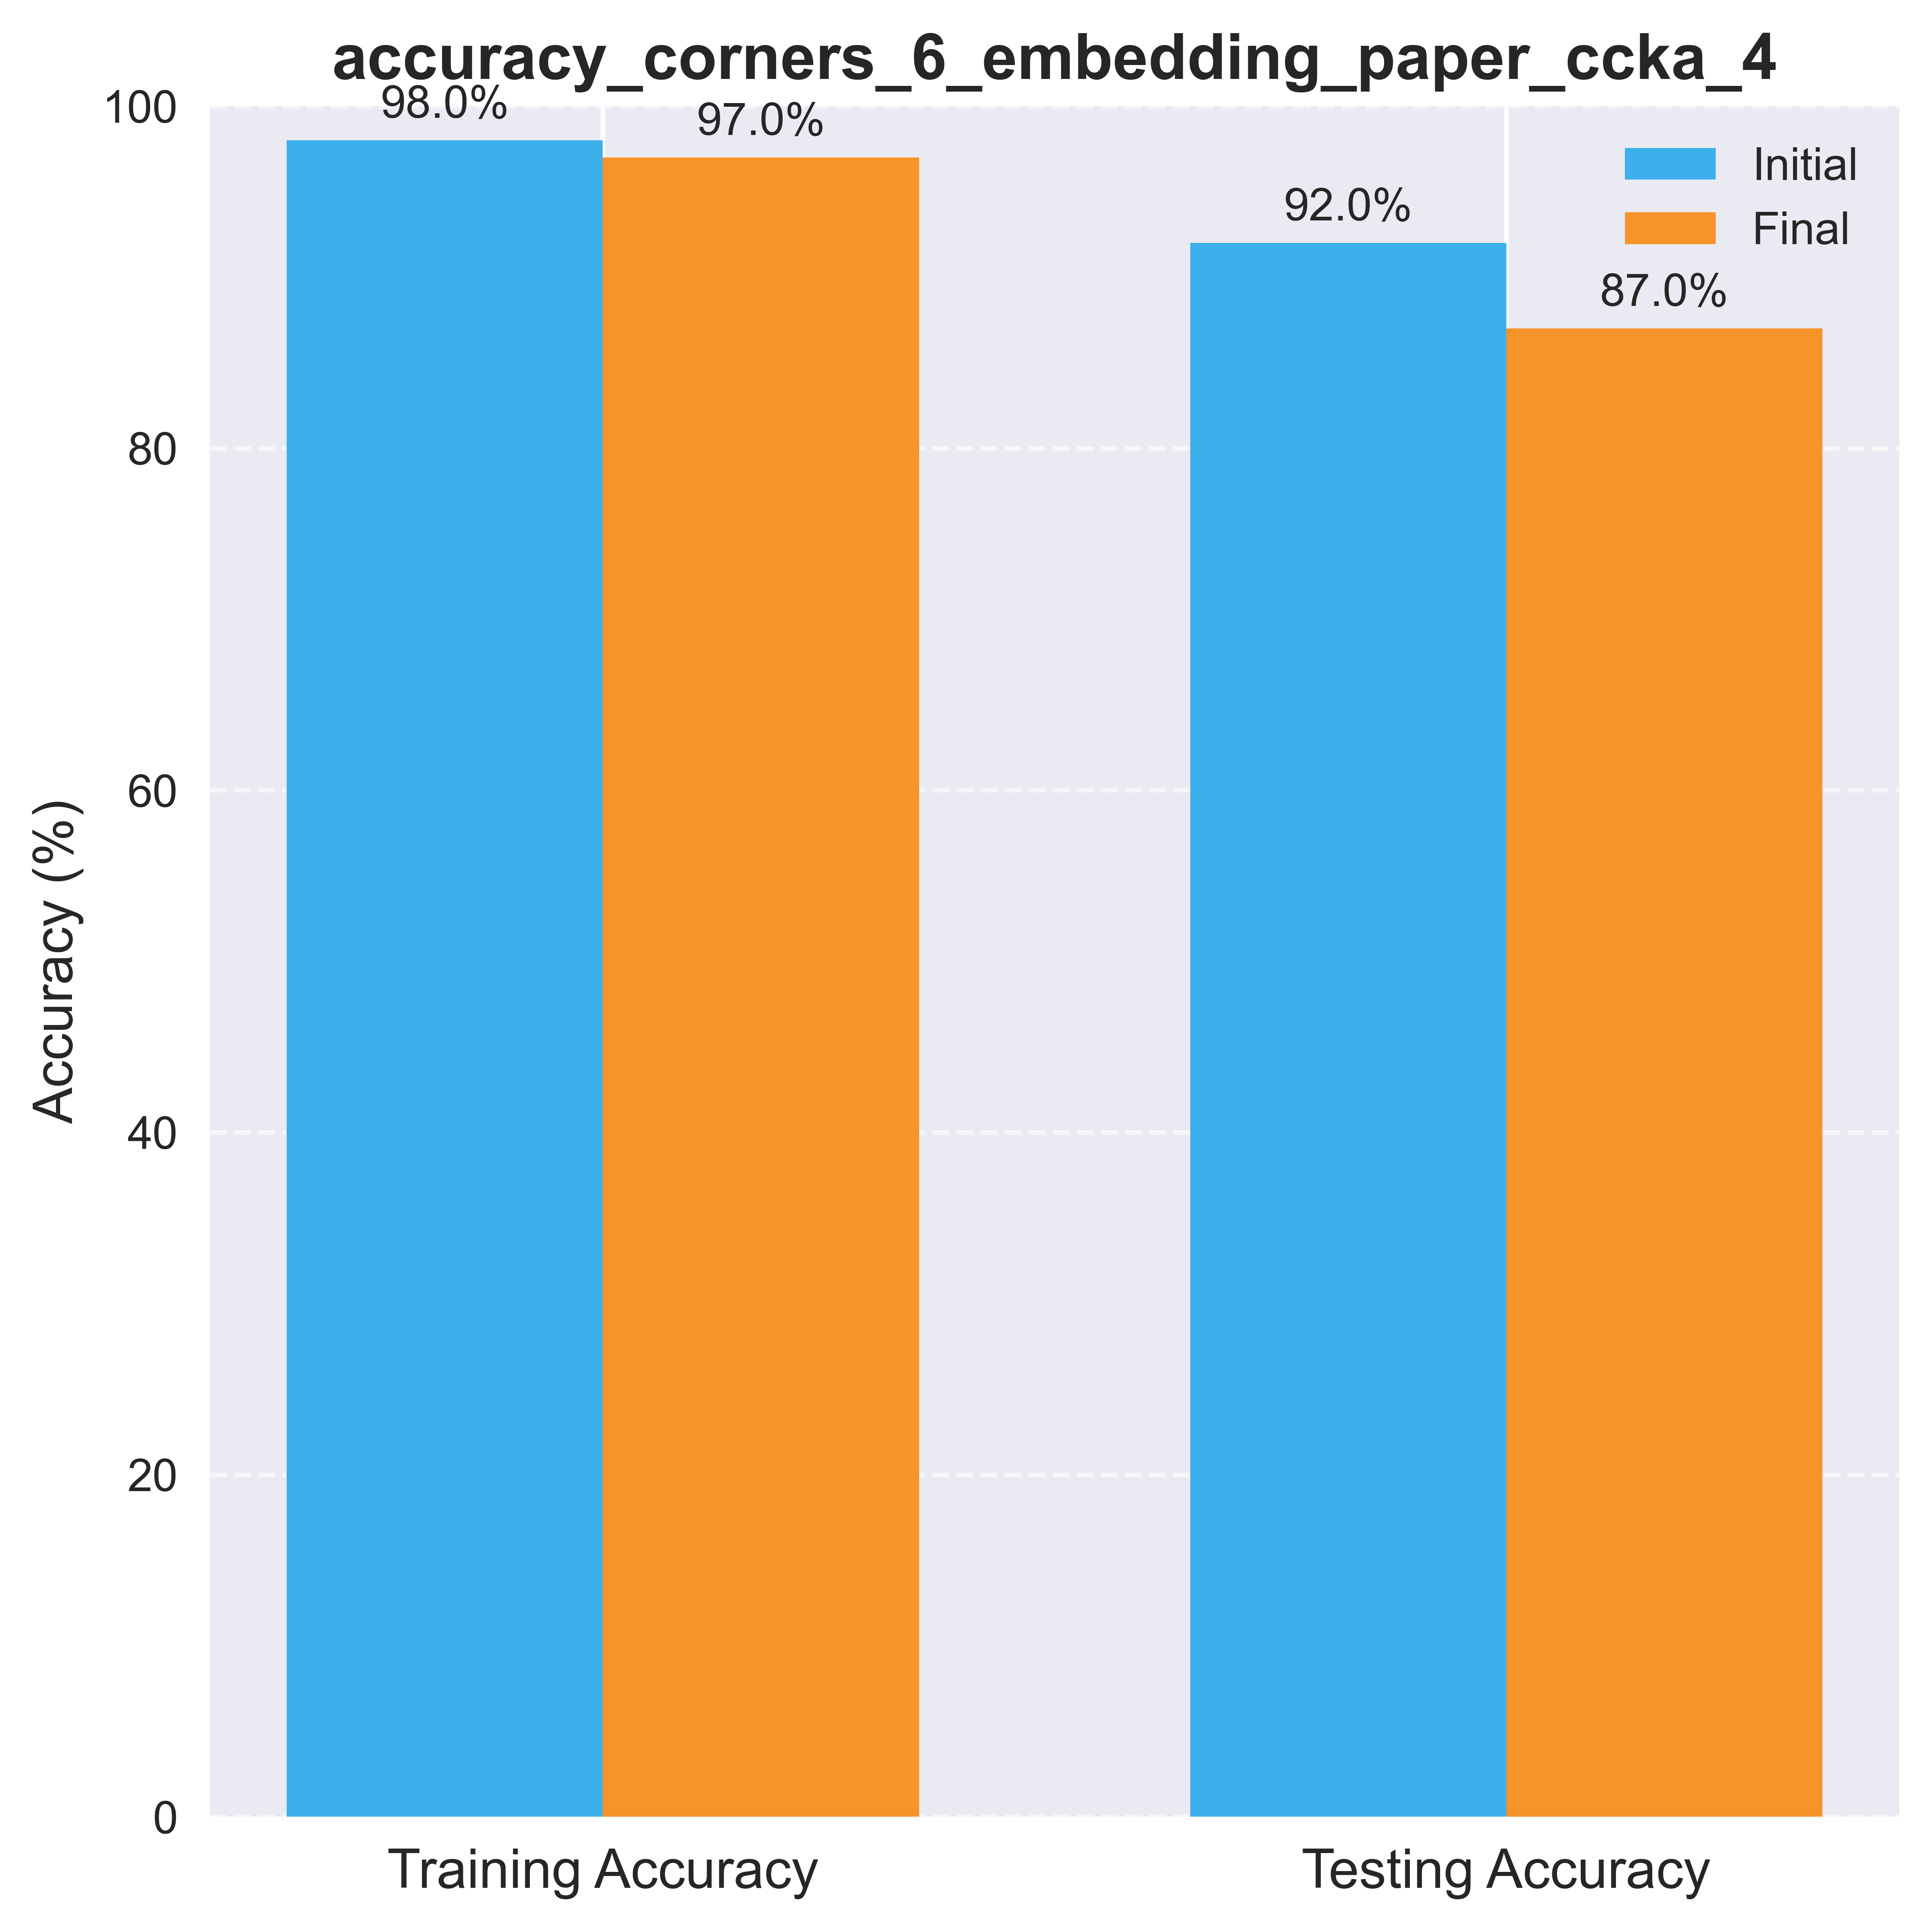 accuracy_corners_6_embedding_paper_ccka_4
98.0%
97.0%
92.0%
87.0%
Initial
Final
100
80
60
40
20
0
Accuracy (%)
Training Accuracy
Testing Accuracy